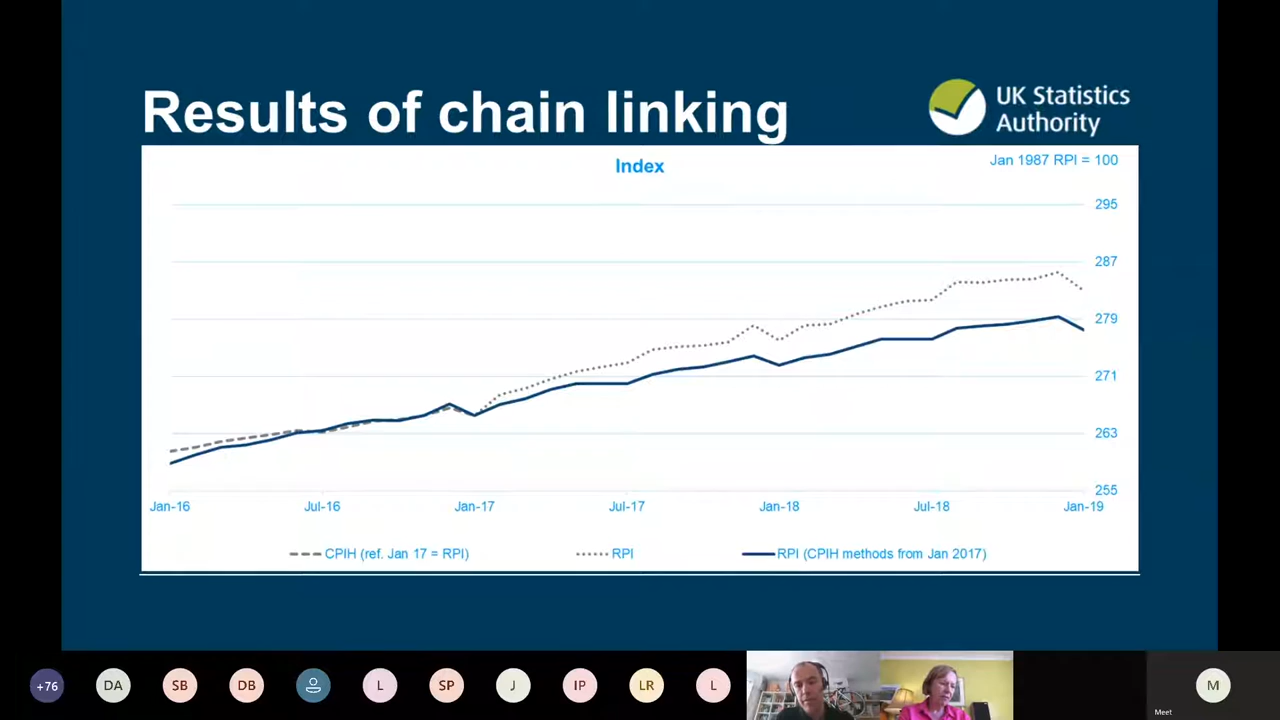 Results of chain linking
UK Statistics
Authority
Index
Jan 1987 RPI = 100
295
287
279
271
263
255
Jan-16
Jul-16
Jan-17
Jul-17
Jan-18
Jul-18
Jan-19
CPIH (ref. Jan 17 = RPI)
RPI
RPI (CPIH methods from Jan 2017)
+76
DA
SB
DB
L
SP
J
IP
LR
L
M
Meet